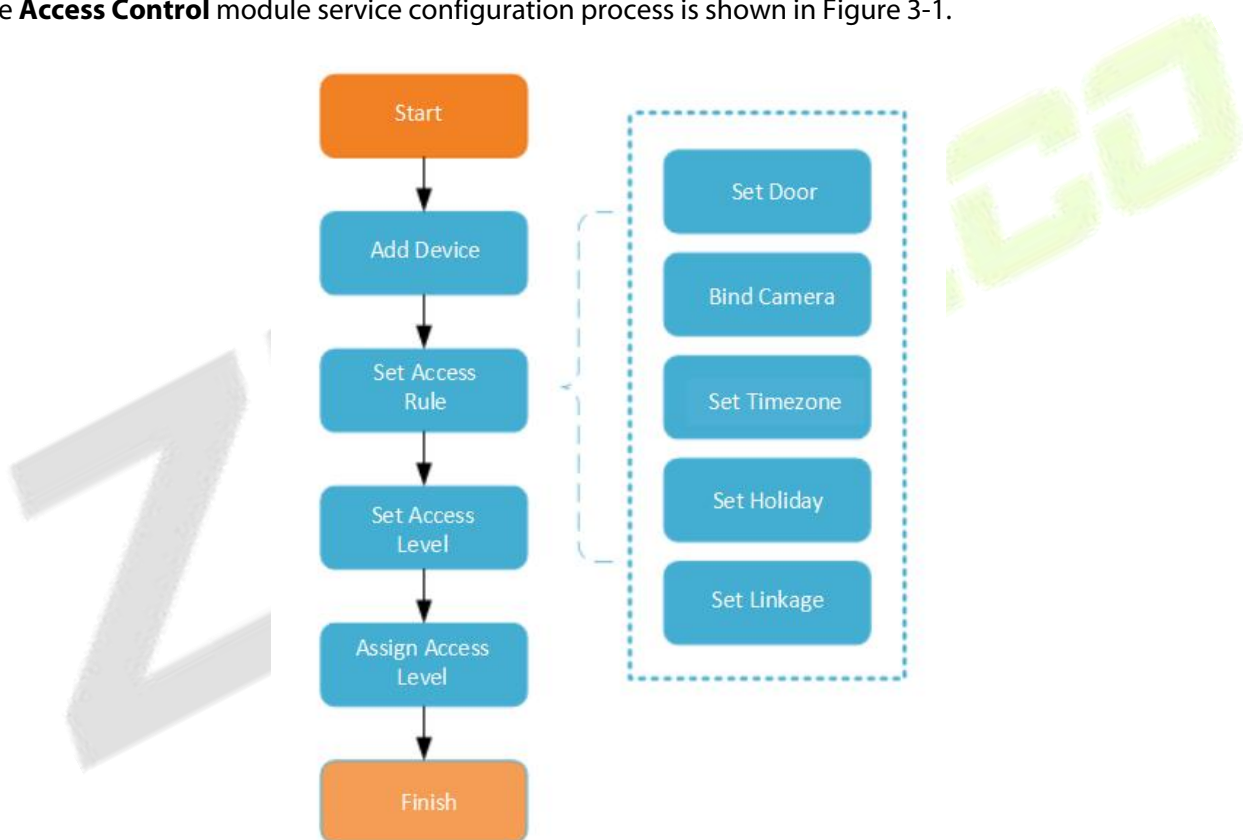 e Access Control module service configuration process is shown in Figure 3-1.
Start
Add Device
Set Access
Rule
Set Access
Level
Assign Access
Level
Finish
Set Door
Bind Camera
Set Timezone
Set Holiday
Set Linkage